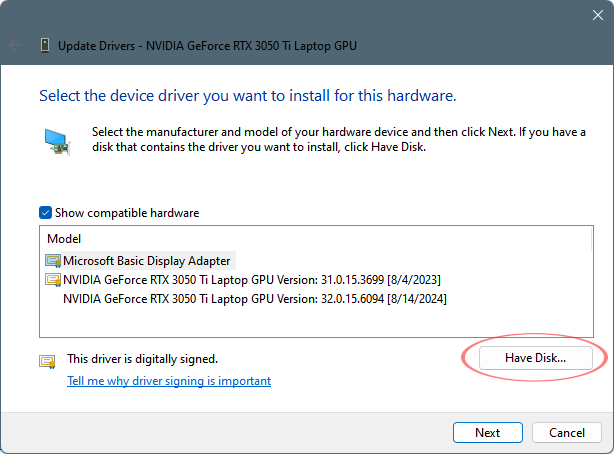 Update Drivers - NVIDIA GeForce RTX 3050 Ti Laptop GPU
Select the device driver you want to install for this hardware.
Select the manufacturer and model of your hardware device and then click Next. If you have a
disk that contains the driver you want to install, click Have Disk.
Show compatible hardware
Model
Microsoft Basic Display Adapter
NVIDIA GeForce RTX 3050 Ti Laptop GPU Version: 31.0.15.3699 [8/4/2023]
NVIDIA GeForce RTX 3050 Ti Laptop GPU Version: 32.0.15.6094 [8/14/2024]
This driver is digitally signed.
Have Disk...
Tell me why driver signing is important
Next
Cancel